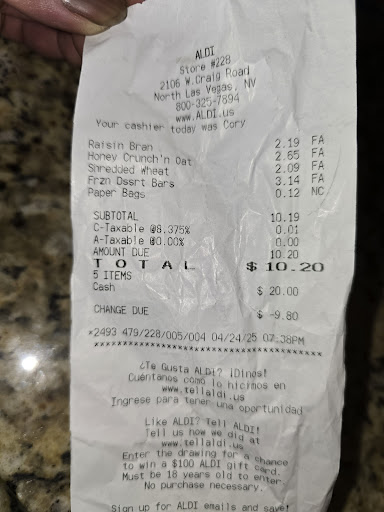 ALDI
Store #228
2106 W.Craig Road
North Las Vegas, NV
800-325-7894
www.ALDI.us
Your cashier today was Cory
Raisin Bran 2.19 FA
Honey Crunch'n Oat 2.65 FA
Shredded Wheat 2.09 FA
Frzn Dssrt Bars 3.14 FA
Paper Bags 0.12 NC
SUBTOTAL 10.19
C-Taxable @8.375% 0.01
A-Taxable @0.00% 0.00
AMOUNT DUE 10.20
TOTAL $ 10.20
5 ITEMS
Cash $ 20.00
CHANGE DUE $ -9.80
*2493 479/228/005/004 04/24/25 07:38PM
************************************************
¿Te Gusta ALDI? ¡Dinos!
Cuéntanos como lo hicimos en
www.tellaldi.us
Ingrese para tener una oportunidad
Like ALDI? Tell ALDI!
Tell us how we did at
www.tellaldi.us
Enter the drawing for a chance
to win a $100 ALDI gift card.
Must be 18 years old to enter.
No purchase necessary.
Sign up for ALDI emails and save!